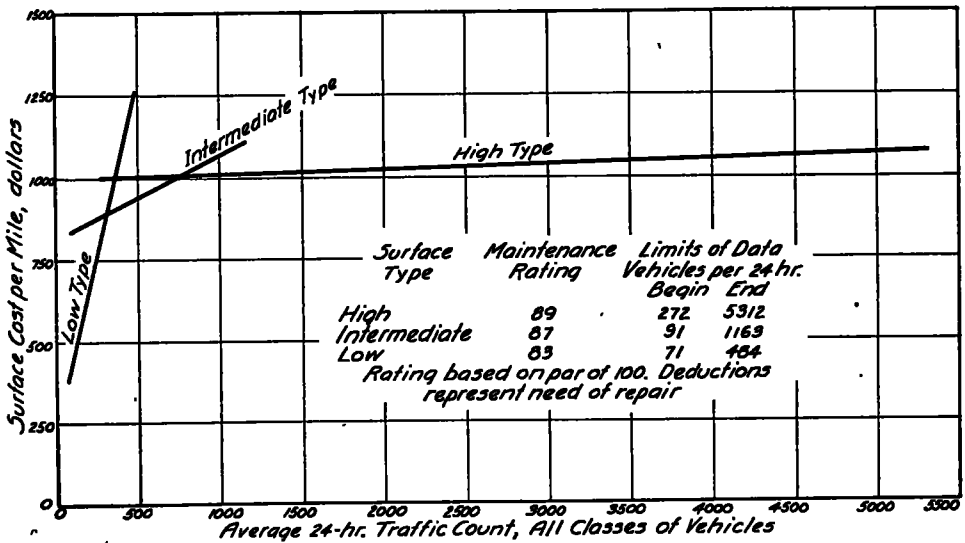 1500
1250
1000
750
500
250
0
Surface Cost per Mile, dollars
Low Type
Intermediate Type
High Type
Surface Maintenance Limits of Data
Type Rating Vehicles per 24 hr.
Begin End
High 89 272 5312
Intermediate 87 91 1163
Low 83 71 484
Rating based on par of 100. Deductions
represent need of repair
0 500 1000 1500 2000 2500 3000 3500 4000 4500 5000 5500
Average 24-hr. Traffic Count, All Classes of Vehicles